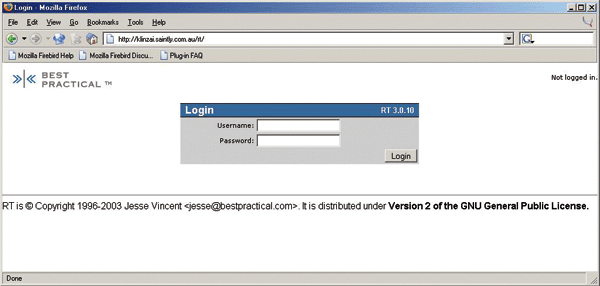 Login - Mozilla Firefox
File Edit View Go Bookmarks Tools Help
http://klinzai.saintly.com.au/rt/
G
Mozilla Firebird Help Mozilla Firebird Discu... Plug-in FAQ
BEST
PRACTICAL ™
Not logged in.
Login RT 3.0.10
Username:
Password:
Login
RT is © Copyright 1996-2003 Jesse Vincent <jesse@bestpractical.com>. It is distributed under Version 2 of the GNU General Public License.
Done